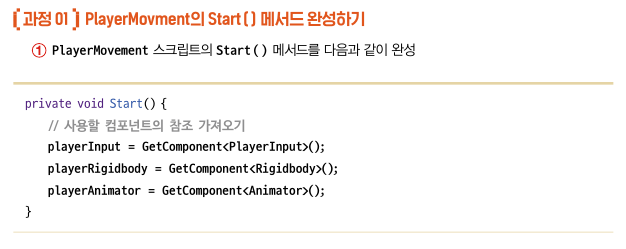 [과정 01] PlayerMovment의 Start() 메서드 완성하기
① PlayerMovement 스크립트의 Start() 메서드를 다음과 같이 완성
private void Start() {
// 사용할 컴포넌트의 참조 가져오기
playerInput = GetComponent<PlayerInput>();
playerRigidbody = GetComponent<Rigidbody>();
playerAnimator = GetComponent<Animator>();
}